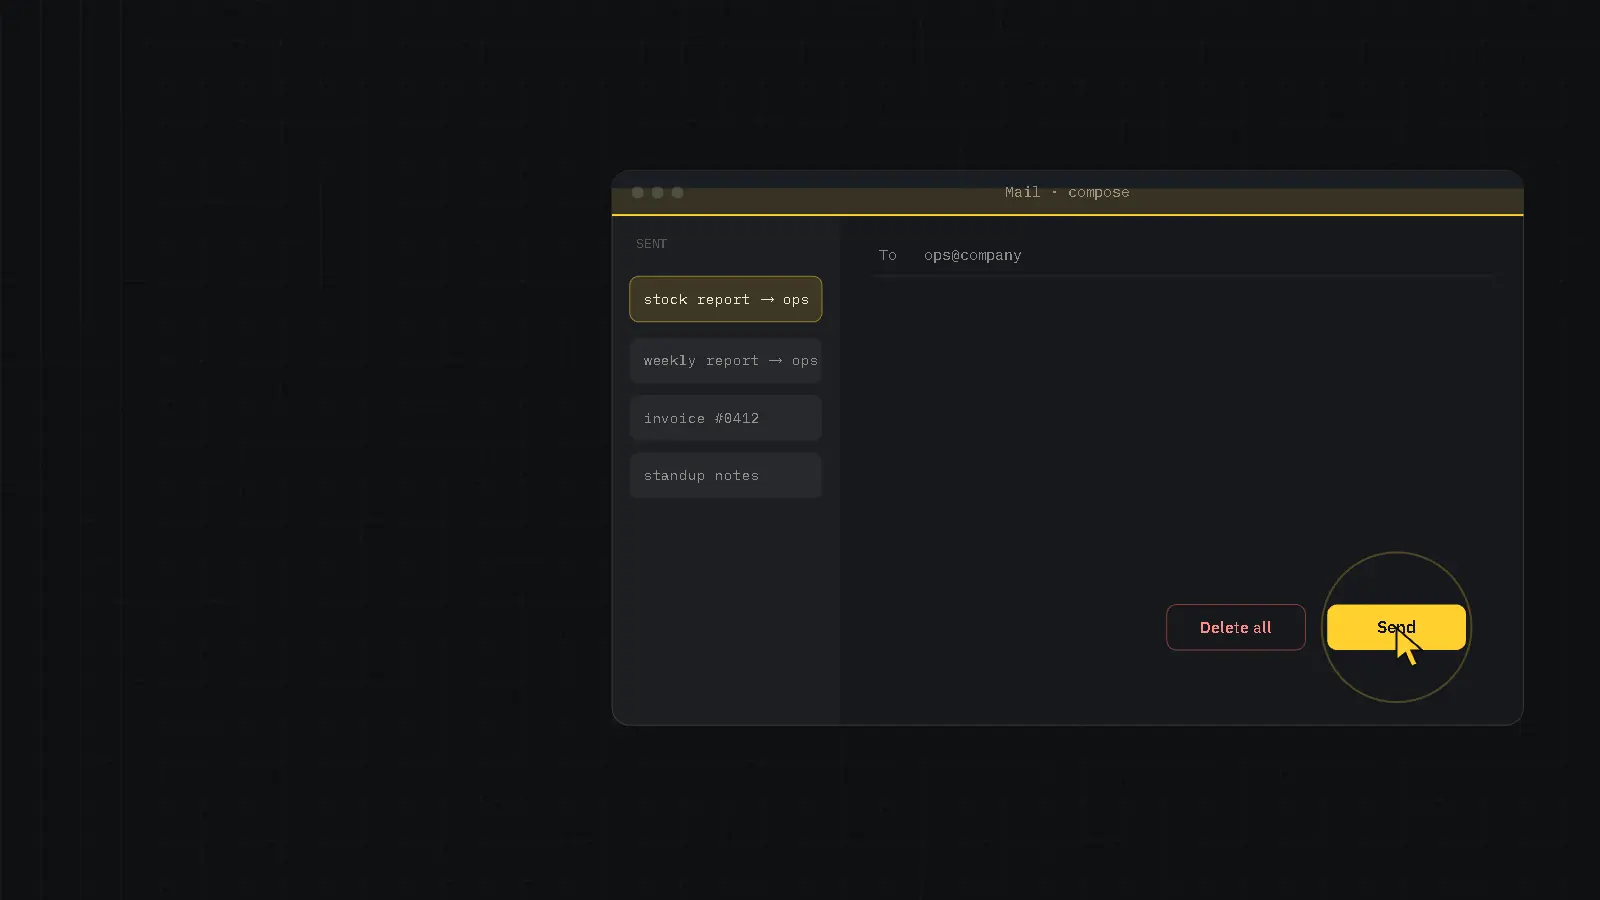 Mail - compose
SENT
To ops@company
stock report → ops
weekly report → ops
invoice #0412
standup notes
Delete all
Send